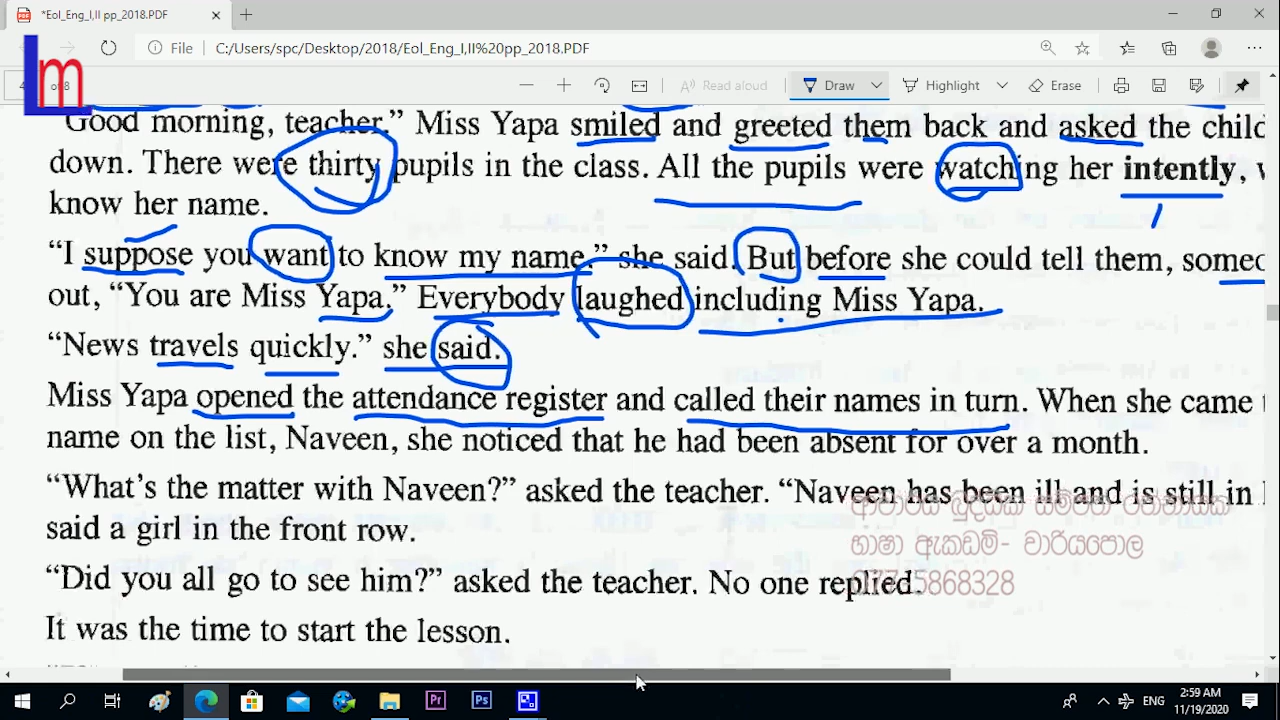 *Eol_Eng_I,II pp_2018.PDF
File
C:/Users/spc/Desktop/2018/Eol_Eng_I,II%20pp_2018.PDF
Lm
of 8
Read aloud
Draw
Highlight
Erase
"Good morning, teacher." Miss Yapa smiled and greeted them back and asked the child
down. There were thirty pupils in the class. All the pupils were watching her intently,
know her name.
"I suppose you want to know my name." she said. But before she could tell them,
out, "You are Miss Yapa." Everybody laughed including Miss Yapa.
"News travels quickly." she said.
Miss Yapa opened the attendance register and called their names in turn. When she came
name on the list, Naveen, she noticed that he had been absent for over a month.
"What's the matter with Naveen?" asked the teacher. "Naveen has been ill and is still in
said a girl in the front row.
භාෂා ඇකඩමි- වාරියපොල
"Did you all go to see him?" asked the teacher. No one replied.
It was the time to start the lesson.
Pr
Ps
ENG
2:59 AM
11/19/2020